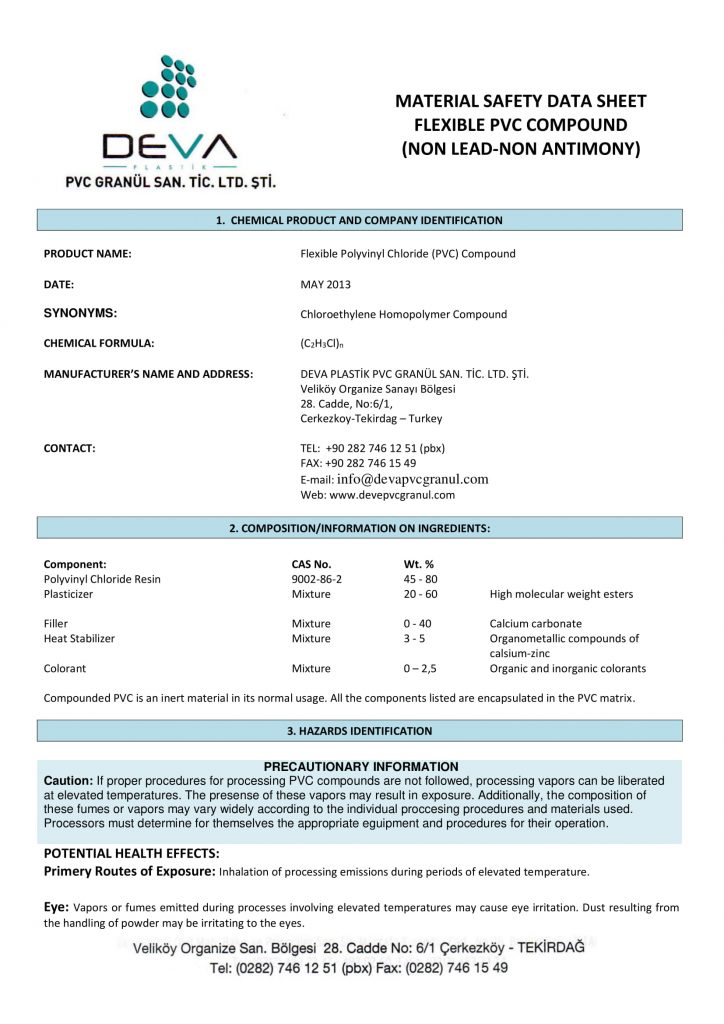 DEVA
PLASTİK
PVC GRANÜL SAN. TİC. LTD. ŞTİ.
MATERIAL SAFETY DATA SHEET
FLEXIBLE PVC COMPOUND
(NON LEAD-NON ANTIMONY)
1. CHEMICAL PRODUCT AND COMPANY IDENTIFICATION
PRODUCT NAME: Flexible Polyvinyl Chloride (PVC) Compound
DATE: MAY 2013
SYNONYMS: Chloroethylene Homopolymer Compound
CHEMICAL FORMULA: (C₂H₃Cl)ₙ
MANUFACTURER’S NAME AND ADDRESS: DEVA PLASTİK PVC GRANÜL SAN. TİC. LTD. ŞTİ.
Veliköy Organize Sanayı Bölgesi
28. Cadde, No:6/1,
Cerkezkoy-Tekirdag – Turkey
CONTACT: TEL: +90 282 746 12 51 (pbx)
FAX: +90 282 746 15 49
E-mail: info@devapvcgranul.com
Web: www.devepvcgranul.com
2. COMPOSITION/INFORMATION ON INGREDIENTS:
Component: CAS No. Wt. %
Polyvinyl Chloride Resin 9002-86-2 45 - 80
Plasticizer Mixture 20 - 60 High molecular weight esters
Filler Mixture 0 - 40 Calcium carbonate
Heat Stabilizer Mixture 3 - 5 Organometallic compounds of
calsium-zinc
Colorant Mixture 0 – 2,5 Organic and inorganic colorants
Compounded PVC is an inert material in its normal usage. All the components listed are encapsulated in the PVC matrix.
3. HAZARDS IDENTIFICATION
PRECAUTIONARY INFORMATION
Caution: If proper procedures for processing PVC compounds are not followed, processing vapors can be liberated
at elevated temperatures. The presense of these vapors may result in exposure. Additionally, the composition of
these fumes or vapors may vary widely according to the individual proccesing procedures and materials used.
Processors must determine for themselves the appropriate equipment and procedures for their operation.
POTENTIAL HEALTH EFFECTS:
Primery Routes of Exposure: Inhalation of processing emissions during periods of elevated temperature.
Eye: Vapors or fumes emitted during processes involving elevated temperatures may cause eye irritation. Dust resulting from
the handling of powder may be irritating to the eyes.
Veliköy Organize San. Bölgesi 28. Cadde No: 6/1 Çerkezköy - TEKİRDAĞ
Tel: (0282) 746 12 51 (pbx) Fax: (0282) 746 15 49